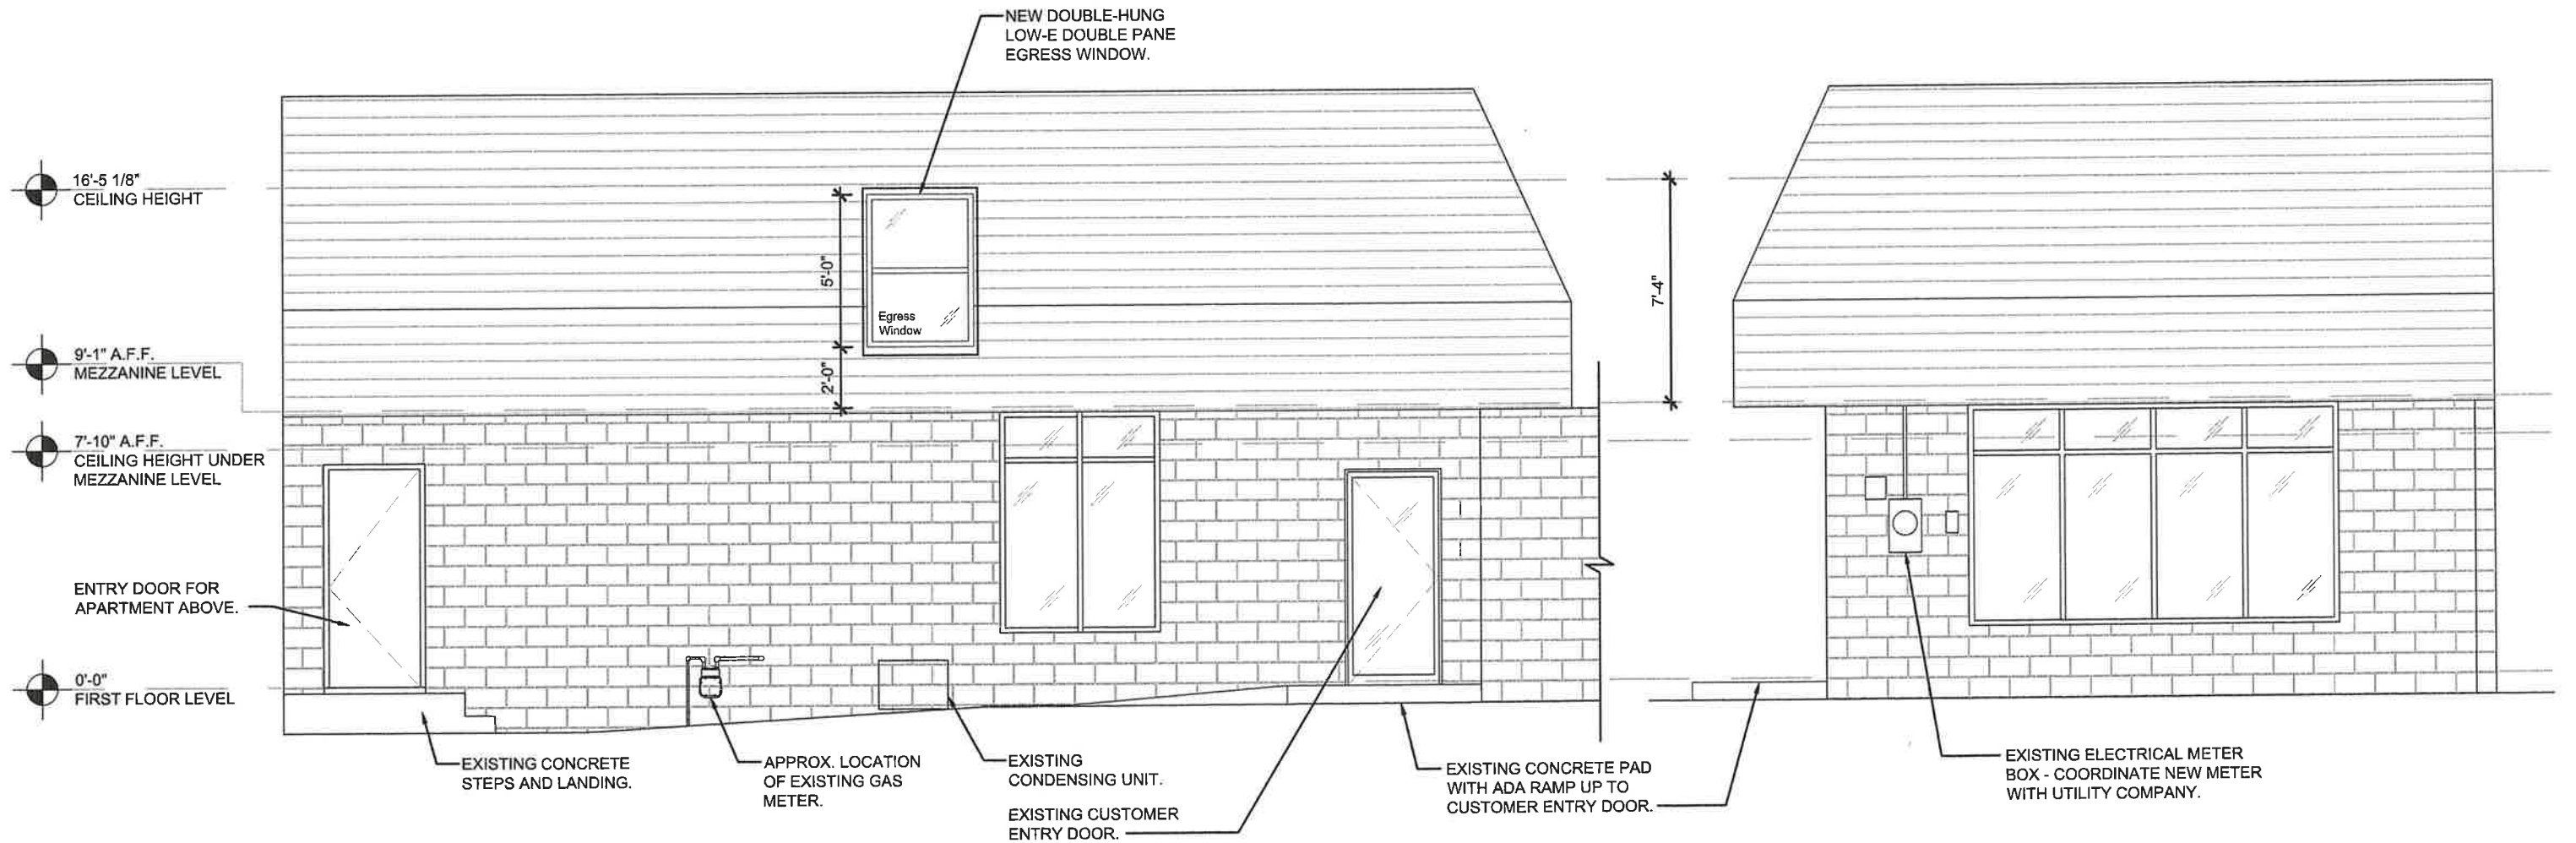 NEW DOUBLE-HUNG
LOW-E DOUBLE PANE
EGRESS WINDOW.
16'-5 1/8"
CEILING HEIGHT
9'-1" A.F.F.
MEZZANINE LEVEL
7'-10" A.F.F.
CEILING HEIGHT UNDER
MEZZANINE LEVEL
ENTRY DOOR FOR
APARTMENT ABOVE.
0'-0"
FIRST FLOOR LEVEL
5'-0"
2'-0"
Egress
Window
7'-4"
EXISTING CONCRETE
STEPS AND LANDING.
APPROX. LOCATION
OF EXISTING GAS
METER.
EXISTING
CONDENSING UNIT.
EXISTING CUSTOMER
ENTRY DOOR.
EXISTING CONCRETE PAD
WITH ADA RAMP UP TO
CUSTOMER ENTRY DOOR.
EXISTING ELECTRICAL METER
BOX - COORDINATE NEW METER
WITH UTILITY COMPANY.